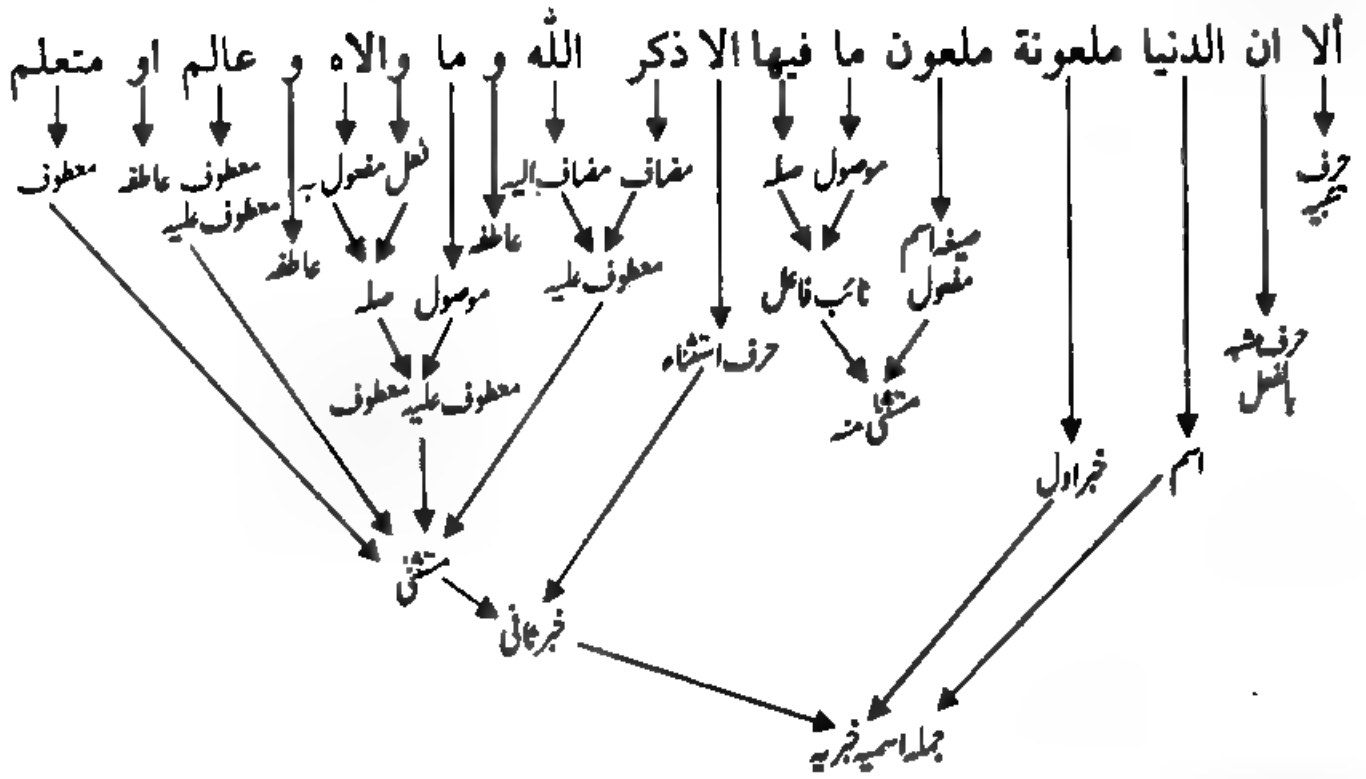 ألا ان الدنيا ملعونة ملعون ما فيها الا ذكر الله و ما والاه و عالم او متعلم
حرف تنبیہ
موصول صلہ مضاف مضاف الیہ فعل مفعول بہ معطوف عاطفہ معطوف
معطوف علیہ
عاطفہ
صیغہ اسم مفعول
عاطفہ
نائب فاعل
معطوف علیہ
موصول صلہ
حرف مشبہ بالفعل
حرف استثناء
معطوف علیہ معطوف
مستثنیٰ منہ
اسم
خبر اول
مستثنیٰ
خبر ثانی
جملہ اسمیہ خبریہ